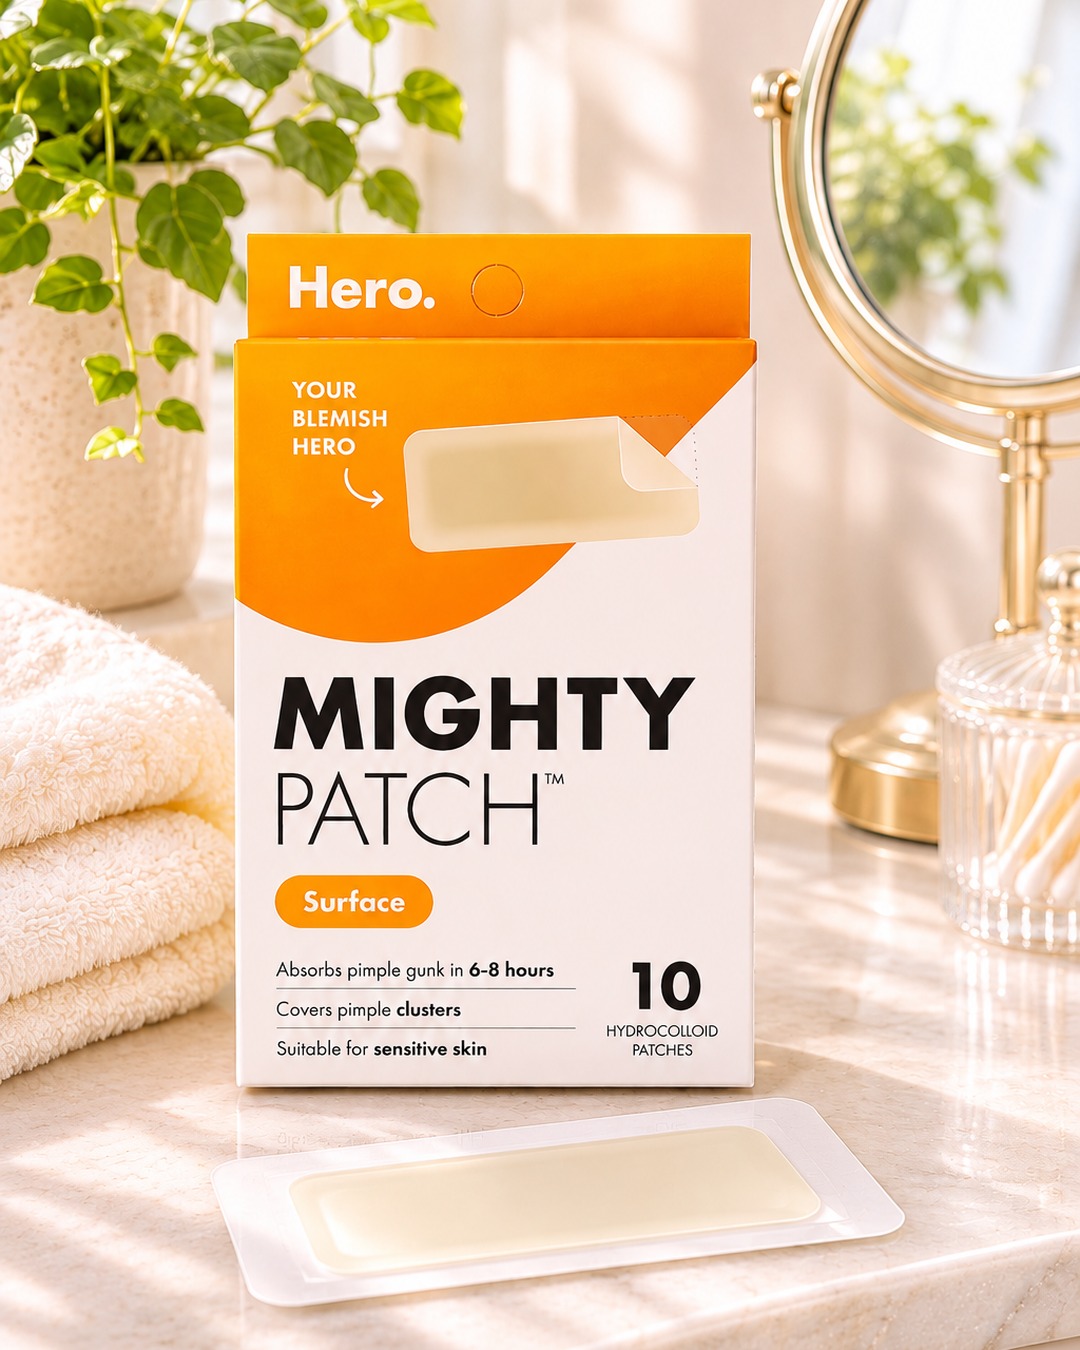 Hero.
YOUR
BLEMISH
HERO
MIGHTY
PATCH™
Surface
Absorbs pimple gunk in 6-8 hours
Covers pimple clusters
Suitable for sensitive skin
10
HYDROCOLLOID
PATCHES